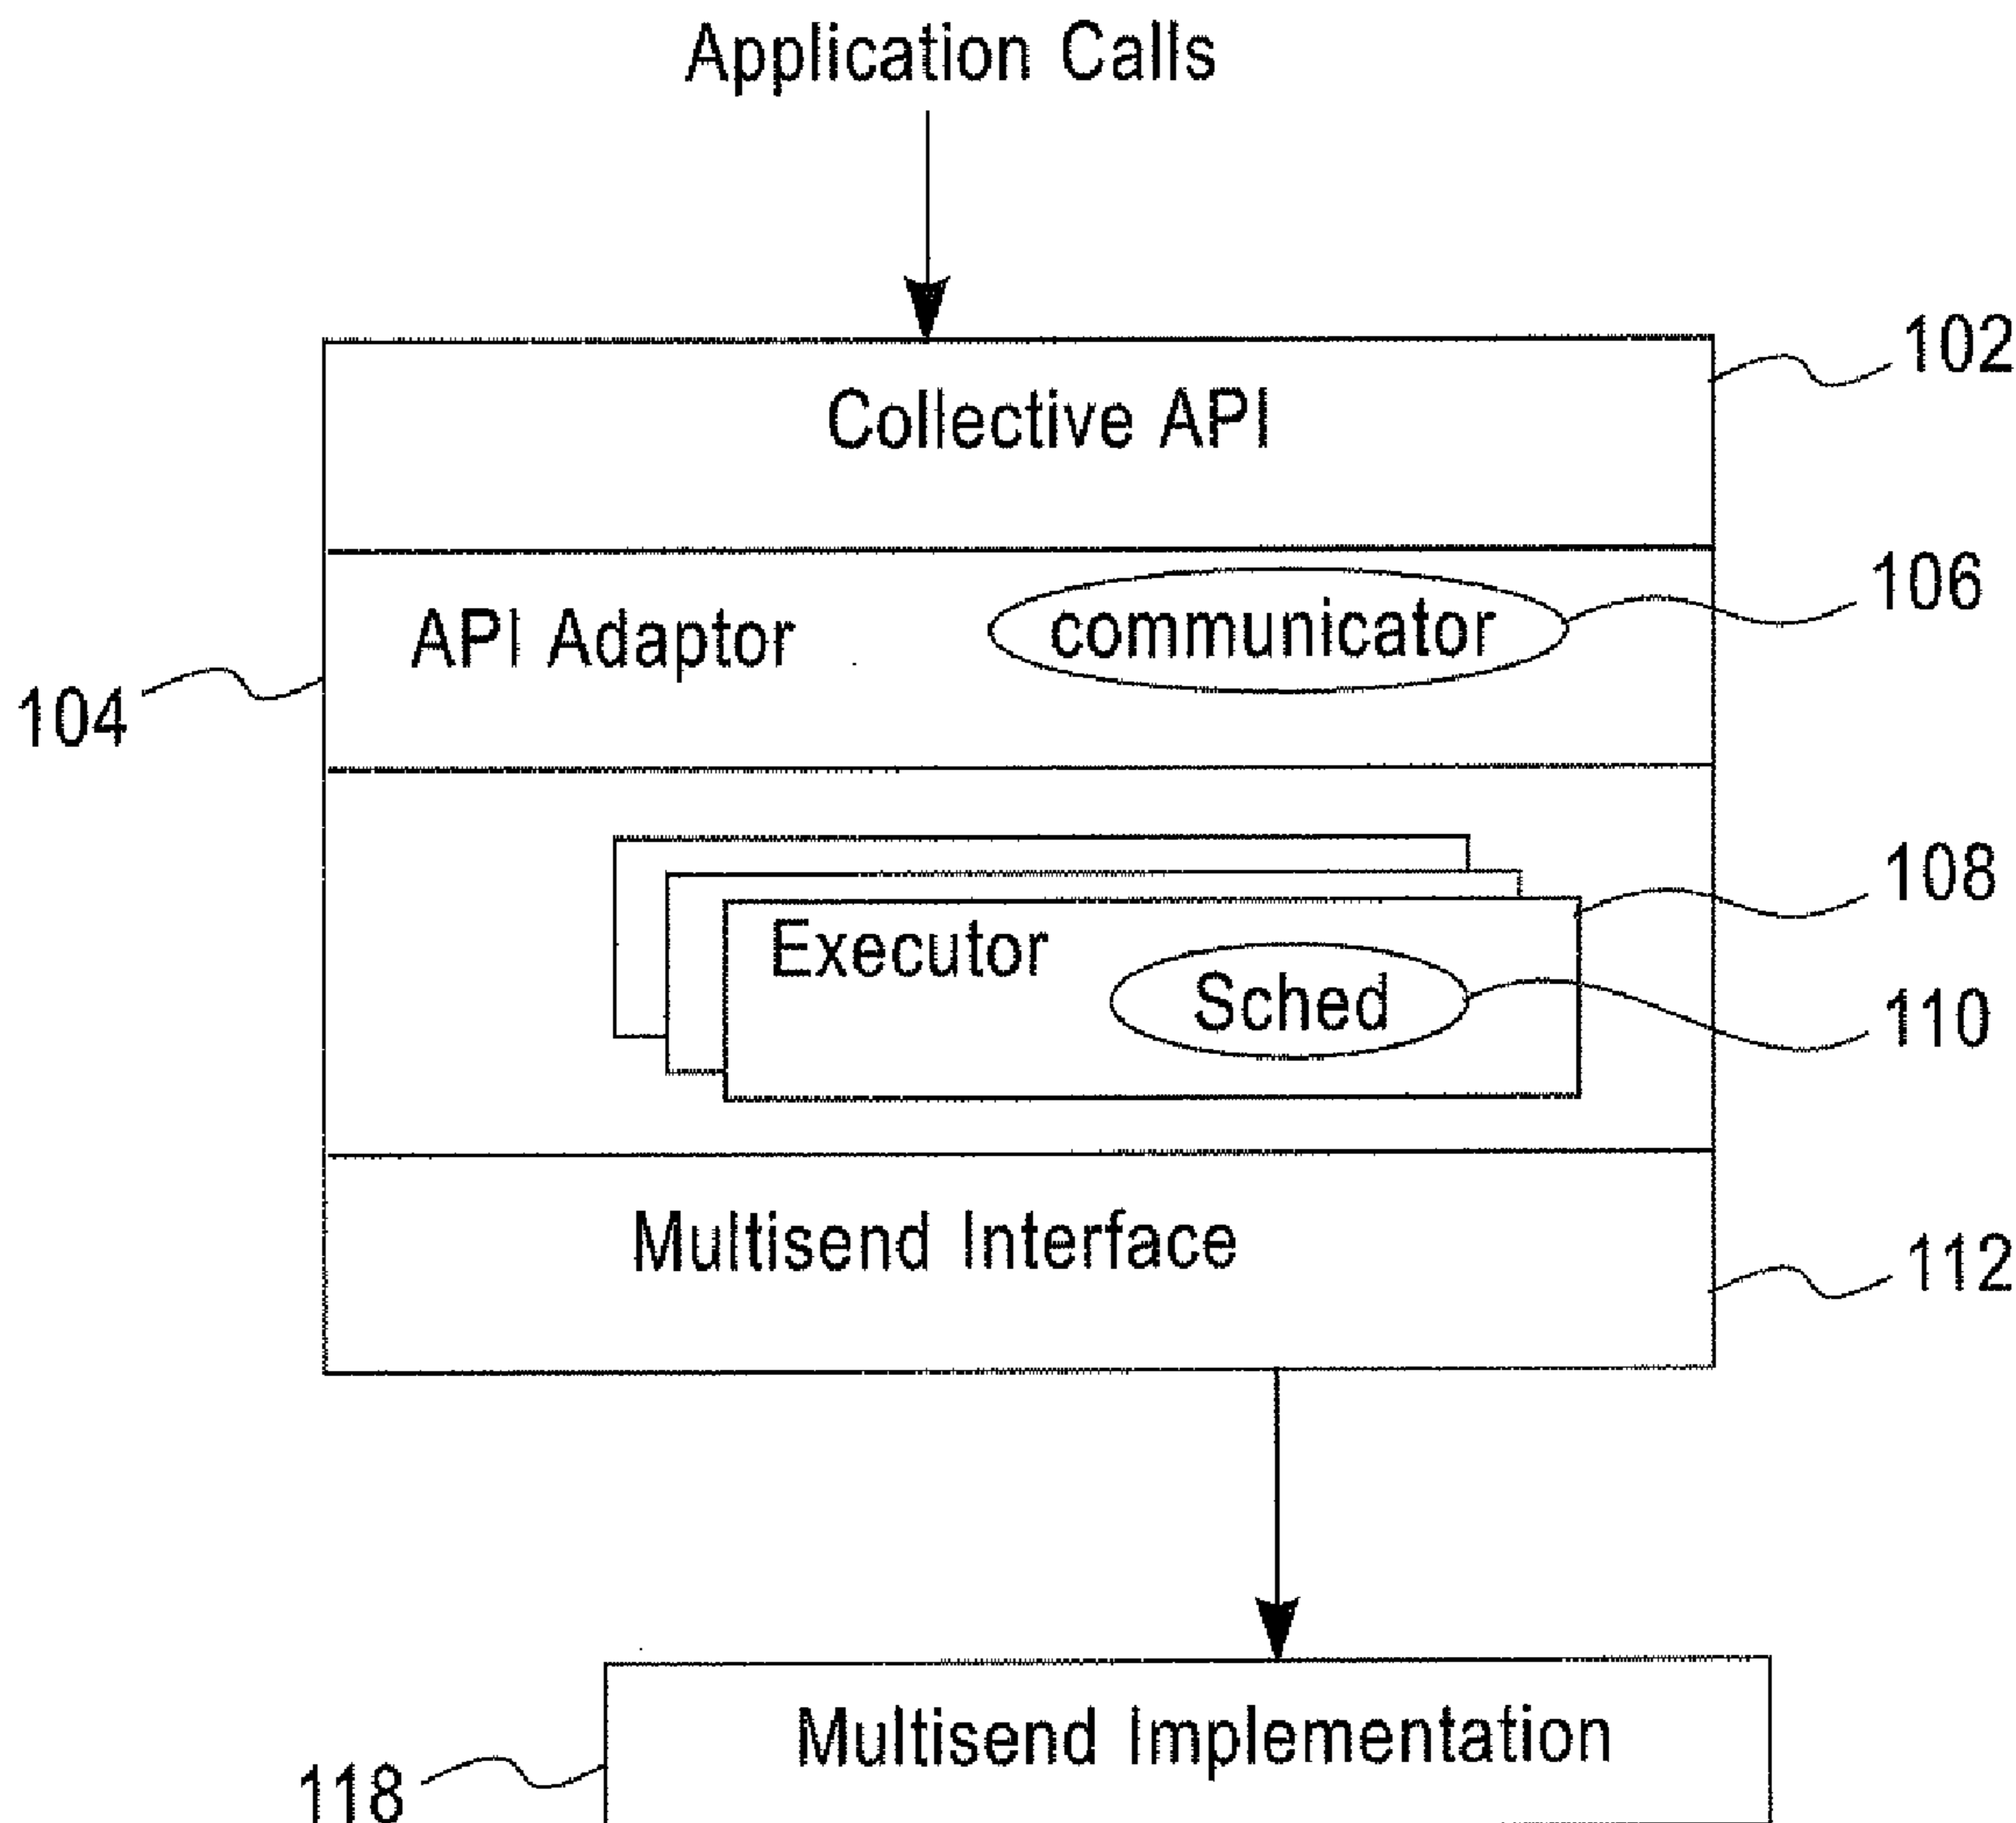 Application Calls
102
Collective API
106
API Adaptor
communicator
104
108
Executor
Sched
110
Multisend Interface
112
Multisend Implementation
118